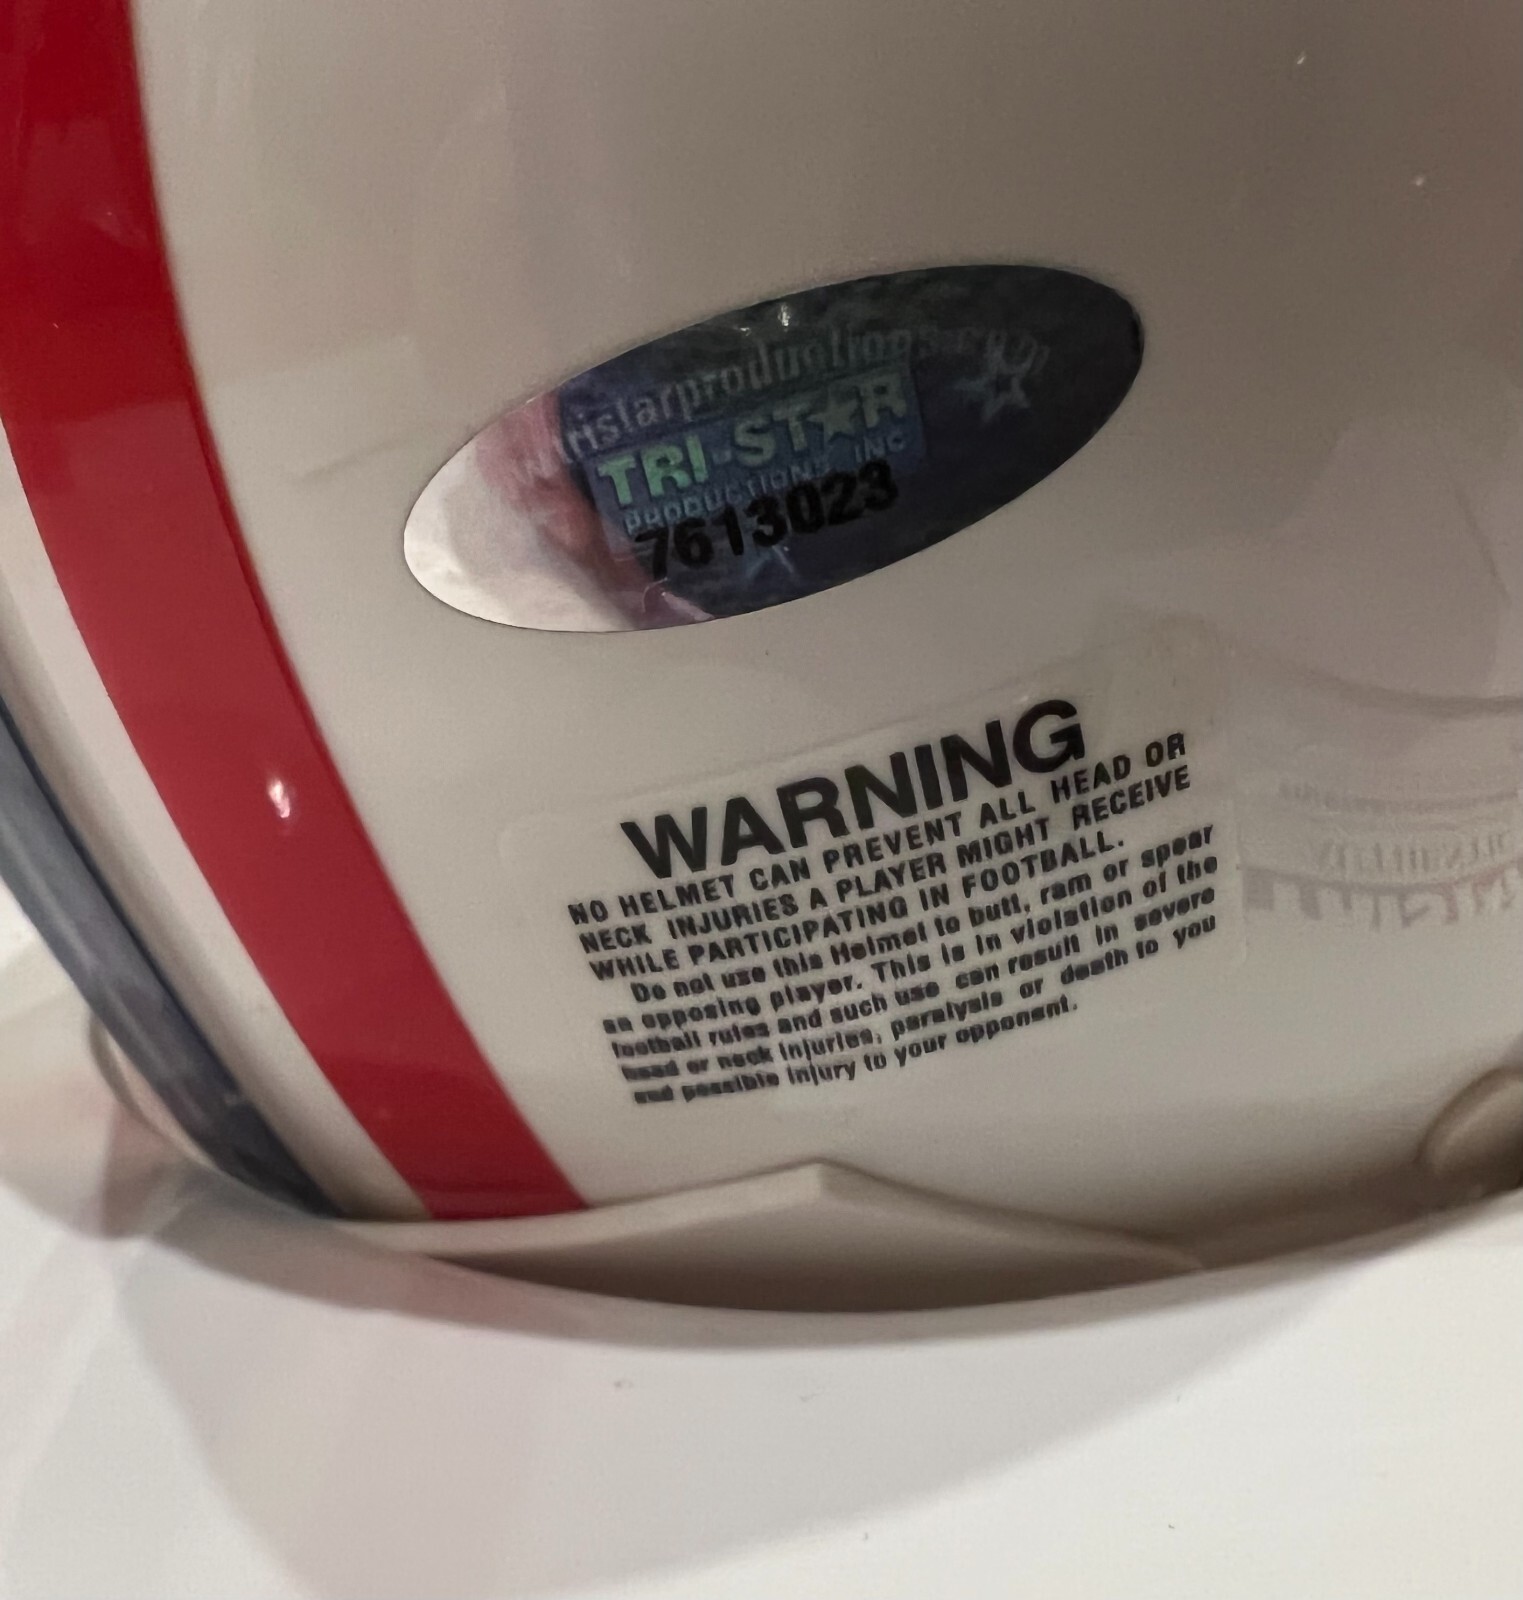 tristarproductions.com
TRI-STAR
PRODUCTIONS INC
7613023
WARNING
NO HELMET CAN PREVENT ALL HEAD OR
NECK INJURIES A PLAYER MIGHT RECEIVE
WHILE PARTICIPATING IN FOOTBALL.
Do not use this Helmet to butt, ram or spear
an opposing player. This is in violation of the
football rules and such use can result in severe
head or neck injuries, paralysis or death to you
and possible injury to your opponent.